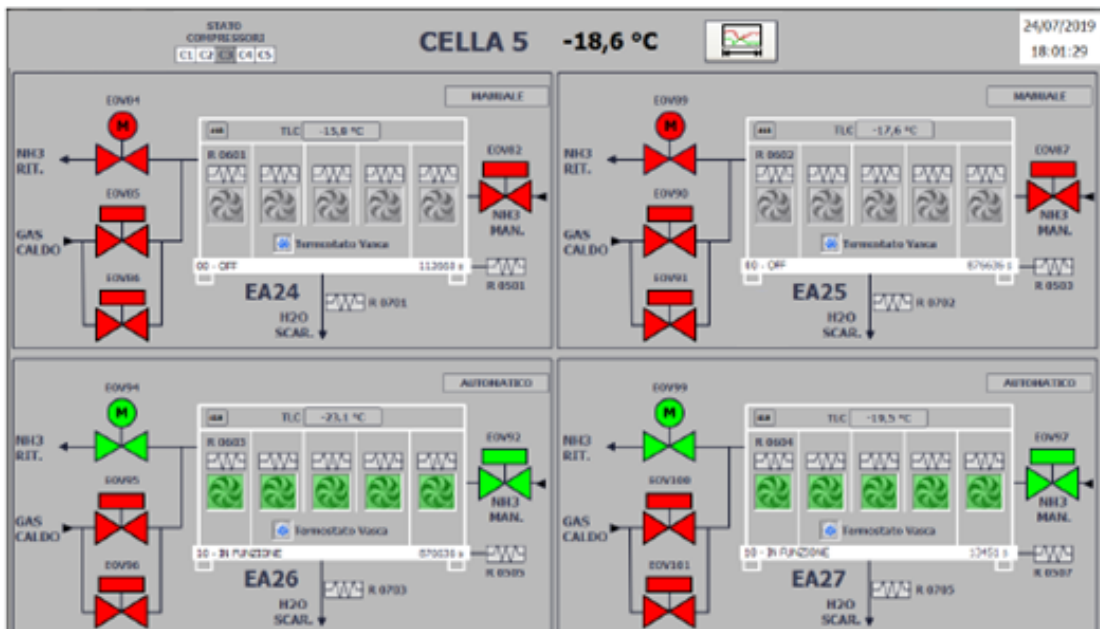 STATO
COMPRESSORI
C1 C2 C3 C4 C5
CELLA 5 -18,6 °C
24/07/2019
18:01:29
MANUALE
EOV84
TLC -15,8 °C
NH3
RIT.
R 0601
EOV82
EOV85
NH3
MAN.
GAS
CALDO
Termostato Vasca
00 - OFF
EOV86
R 0501
EA24
R 0701
H2O
SCAR.
MANUALE
EOV89
TLC -17,6 °C
NH3
RIT.
R 0602
EOV87
EOV90
NH3
MAN.
GAS
CALDO
Termostato Vasca
00 - OFF
EOV91
R 0503
EA25
R 0702
H2O
SCAR.
AUTOMATICO
EOV94
TLC -23,1 °C
NH3
RIT.
R 0603
EOV92
EOV95
NH3
MAN.
GAS
CALDO
Termostato Vasca
10 - IN FUNZIONE
EOV96
R 0505
EA26
R 0703
H2O
SCAR.
AUTOMATICO
EOV99
TLC -19,5 °C
NH3
RIT.
R 0604
EOV97
EOV100
NH3
MAN.
GAS
CALDO
Termostato Vasca
10 - IN FUNZIONE
13451 s
EOV101
R 0507
EA27
R 0705
H2O
SCAR.